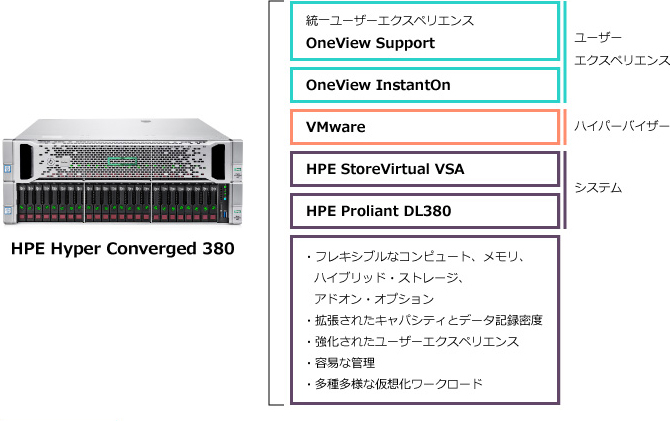 統一ユーザーエクスペリエンス
OneView Support
OneView InstantOn
ユーザー
エクスペリエンス
VMware
ハイパーバイザー
HPE StoreVirtual VSA
HPE Proliant DL380
システム
HPE Hyper Converged 380
・フレキシブルなコンピュート、メモリ、
ハイブリッド・ストレージ、
アドオン・オプション
・拡張されたキャパシティとデータ記録密度
・強化されたユーザーエクスペリエンス
・容易な管理
・多種多様な仮想化ワークロード